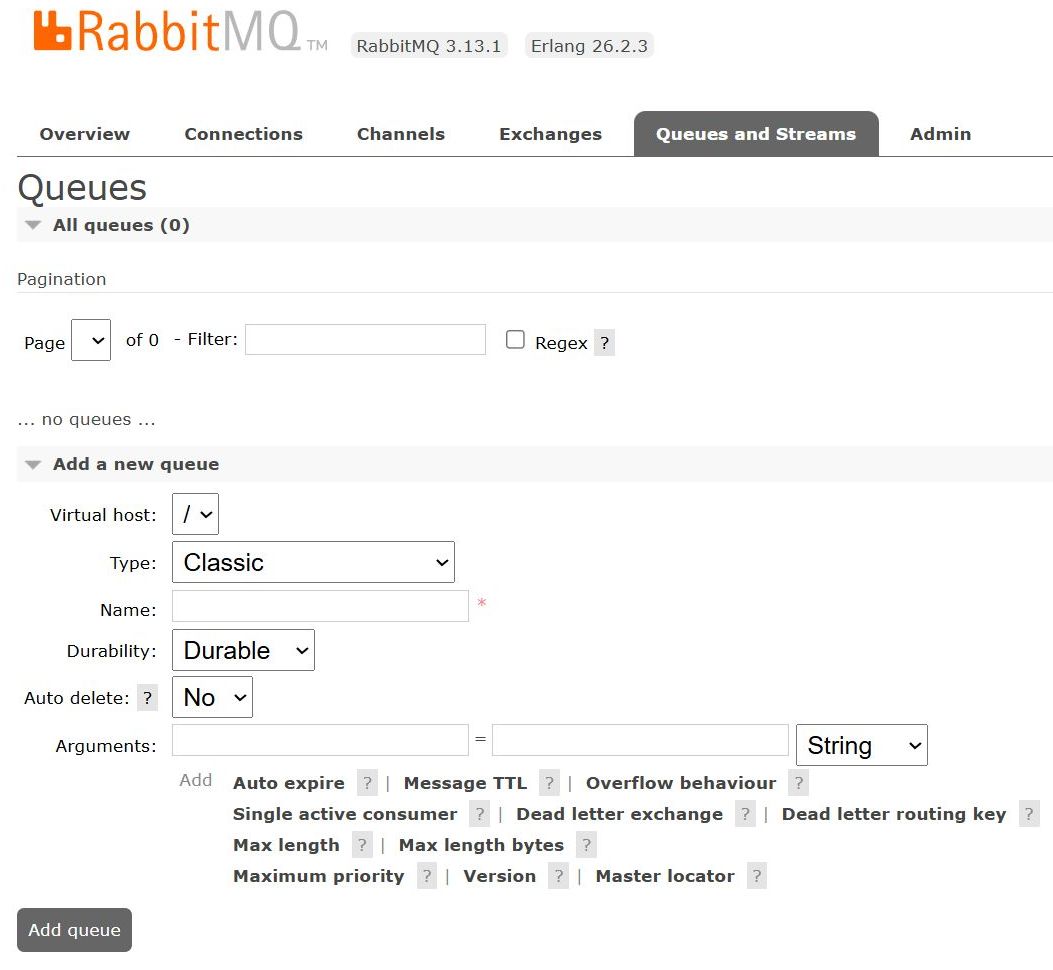 RabbitMQ TM RabbitMQ 3.13.1 Erlang 26.2.3
Overview Connections Channels Exchanges Queues and Streams Admin
Queues
All queues (0)
Pagination
Page of 0 - Filter: Regex ?
... no queues ...
Add a new queue
Virtual host: /
Type: Classic
Name: *
Durability: Durable
Auto delete: ? No
Arguments: = String
Add Auto expire ? | Message TTL ? | Overflow behaviour ?
Single active consumer ? | Dead letter exchange ? | Dead letter routing key ?
Max length ? | Max length bytes ?
Maximum priority ? | Version ? | Master locator ?
Add queue